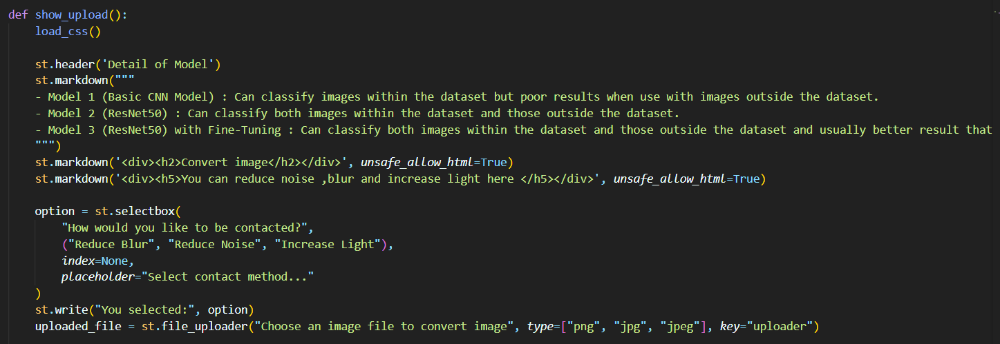 def show_upload():
    load_css()

    st.header('Detail of Model')
    st.markdown("""
    - Model 1 (Basic CNN Model) : Can classify images within the dataset but poor results when use with images outside the dataset.
    - Model 2 (ResNet50) : Can classify both images within the dataset and those outside the dataset.
    - Model 3 (ResNet50) with Fine-Tuning : Can classify both images within the dataset and those outside the dataset and usually better result that
    """)
    st.markdown('<div><h2>Convert image</h2></div>', unsafe_allow_html=True)
    st.markdown('<div><h5>You can reduce noise ,blur and increase light here </h5></div>', unsafe_allow_html=True)

    option = st.selectbox(
        "How would you like to be contacted?",
        ("Reduce Blur", "Reduce Noise", "Increase Light"),
        index=None,
        placeholder="Select contact method..."
    )
    st.write("You selected:", option)
    uploaded_file = st.file_uploader("Choose an image file to convert image", type=["png", "jpg", "jpeg"], key="uploader")